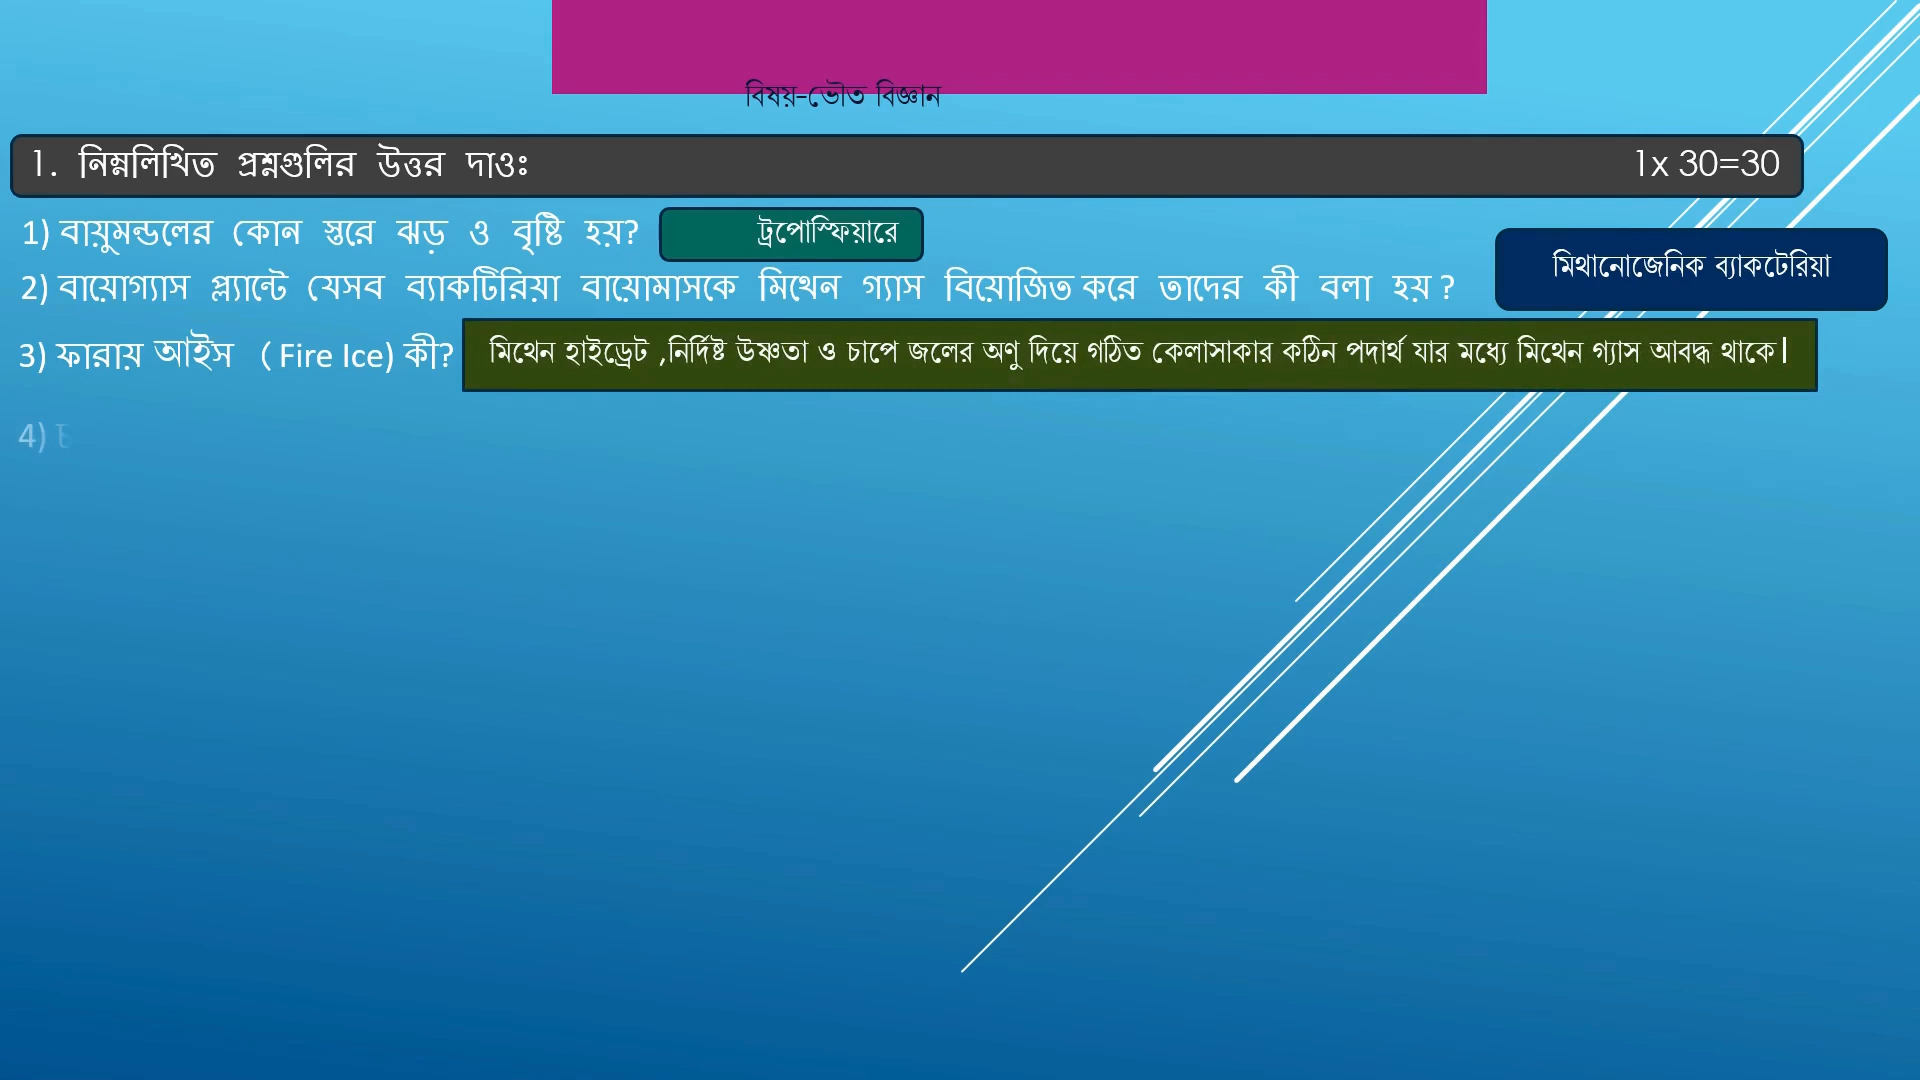 বিষয়-ভৌত বিজ্ঞান
1. নিম্নলিখিত প্রশ্নগুলির উত্তর দাওঃ 1x 30=30
1) বায়ুমন্ডলের কোন স্তরে ঝড় ও বৃষ্টি হয়? ট্রপোস্ফিয়ারে
2) বায়োগ্যাস প্ল্যান্টে যেসব ব্যাকটিরিয়া বায়োমাসকে মিথেন গ্যাস বিয়োজিত করে তাদের কী বলা হয় ? মিথানোজেনিক ব্যাকটেরিয়া
3) ফারায় আইস ( Fire Ice) কী? মিথেন হাইড্রেট ,নির্দিষ্ট উষ্ণতা ও চাপে জলের অণু দিয়ে গঠিত কেলাসাকার কঠিন পদার্থ যার মধ্যে মিথেন গ্যাস আবদ্ধ থাকে|
4)